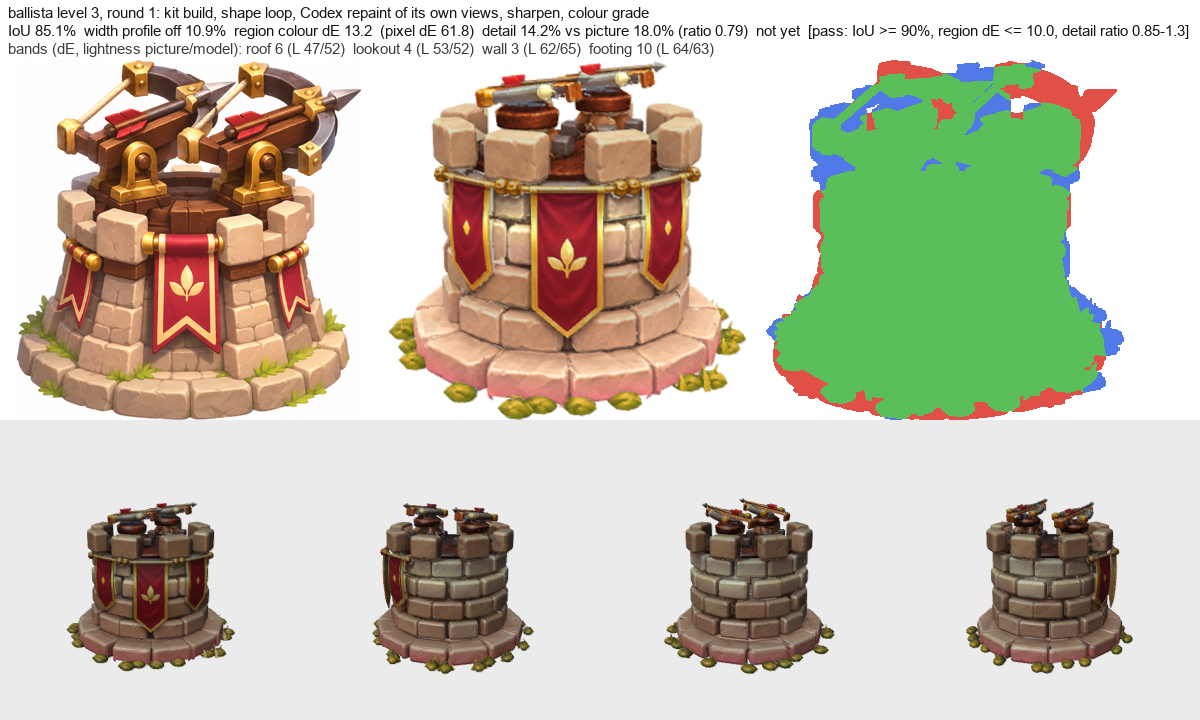 ballista level 3, round 1: kit build, shape loop, Codex repaint of its own views, sharpen, colour grade
IoU 85.1%  width profile off 10.9%  region colour dE 13.2  (pixel dE 61.8)  detail 14.2% vs picture 18.0% (ratio 0.79)  not yet  [pass: IoU >= 90%, region dE <= 10.0, detail ratio 0.85-1.3]
bands (dE, lightness picture/model): roof 6 (L 47/52)  lookout 4 (L 53/52)  wall 3 (L 62/65)  footing 10 (L 64/63)